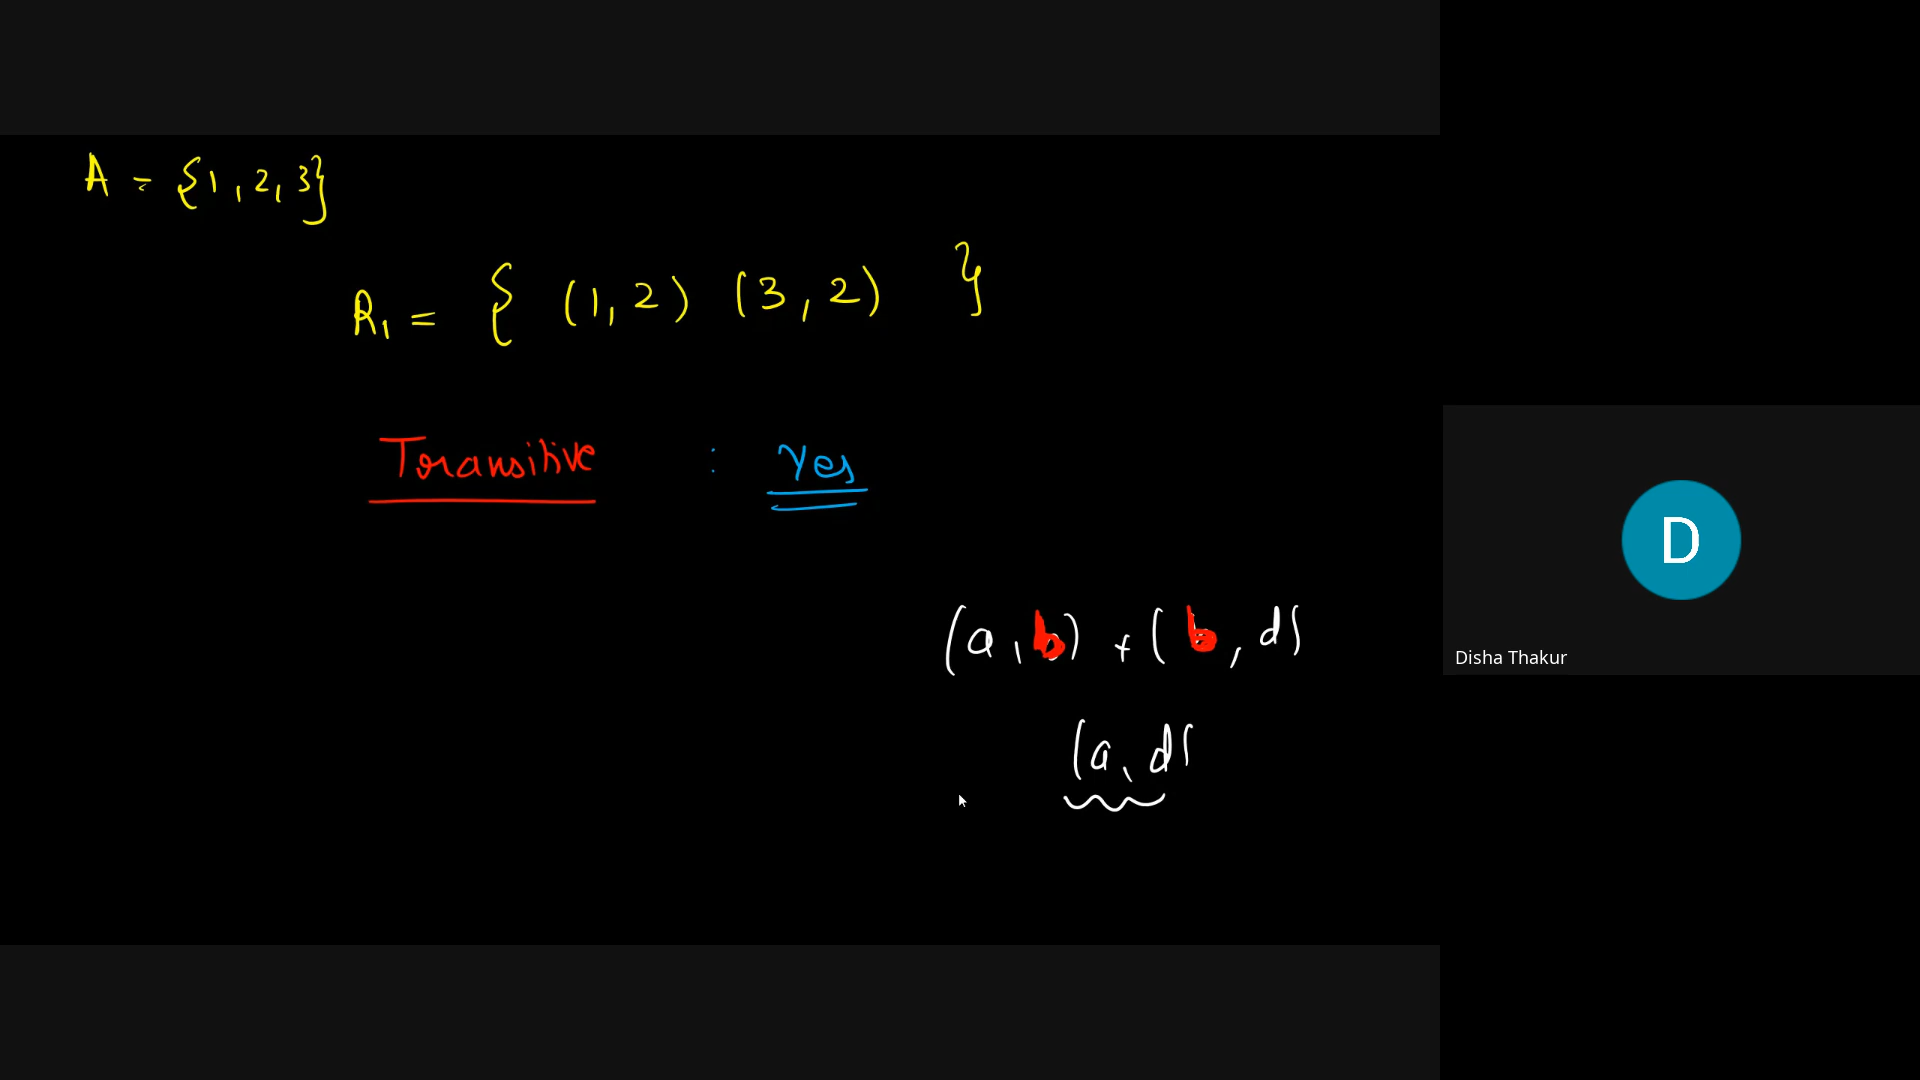 A = {1, 2, 3}
R1 = { (1, 2) (3, 2) }
Transitive : Yes
(a, b) + (b, d)
(a, d)
D
Disha Thakur